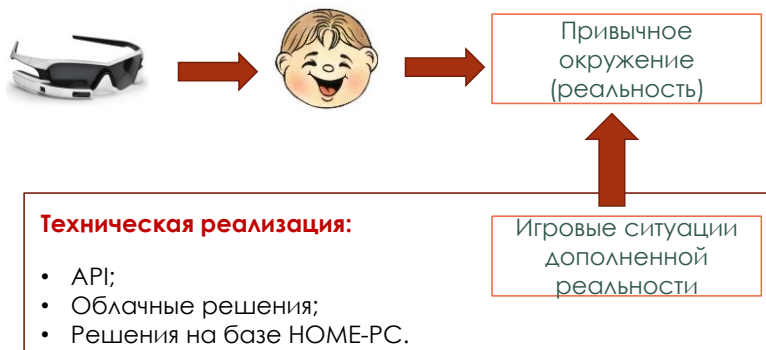 Привычное
окружение
(реальность)
Техническая реализация:
• API;
• Облачные решения;
• Решения на базе HOME-PC.
Игровые ситуации
дополненной
реальности